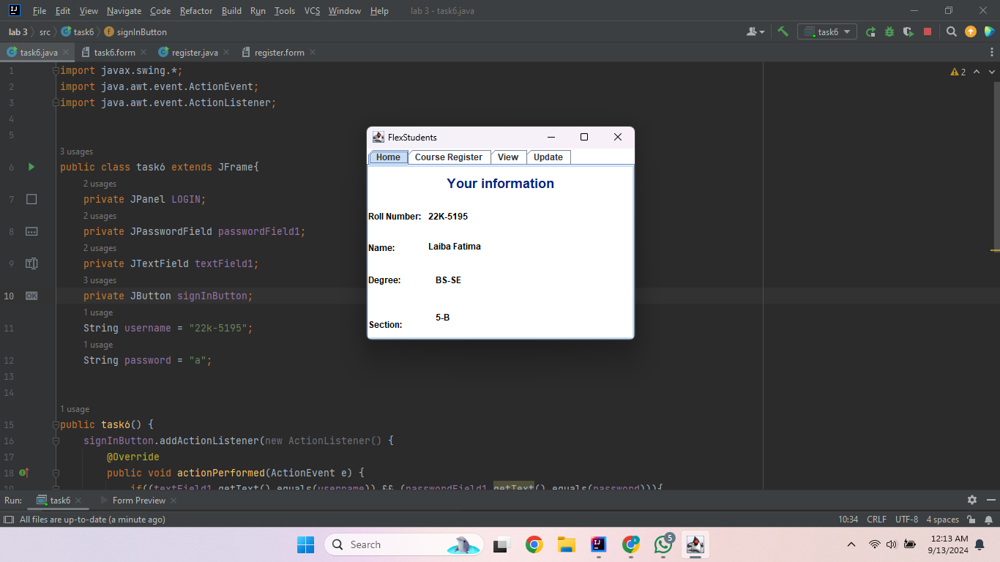 File Edit View Navigate Code Refactor Build Run Tools VCS Window Help lab 3 - task6.java
lab 3 src task6 signInButton task6
task6.java task6.form register.java register.form
1 import javax.swing.*; 2
2 import java.awt.event.ActionEvent;
3 import java.awt.event.ActionListener;
4
5
3 usages
6 public class task6 extends JFrame{
2 usages
7 private JPanel LOGIN;
2 usages
8 private JPasswordField passwordField1;
2 usages
9 private JTextField textField1;
3 usages
10 private JButton signInButton;
1 usage
11 String username = "22k-5195";
1 usage
12 String password = "a";
13
14
1 usage
15 public task6() {
16 signInButton.addActionListener(new ActionListener() {
17 @Override
18 public void actionPerformed(ActionEvent e) {
19 if((textField1.getText().equals(username)) && (passwordField1.getText().equals(password))){
FlexStudents
Home Course Register View Update
Your information
Roll Number: 22K-5195
Name: Laiba Fatima
Degree: BS-SE
Section: 5-B
Run: task6 Form Preview
All files are up-to-date (a minute ago) 10:34 CRLF UTF-8 4 spaces
Search 5 12:13 AM
9/13/2024